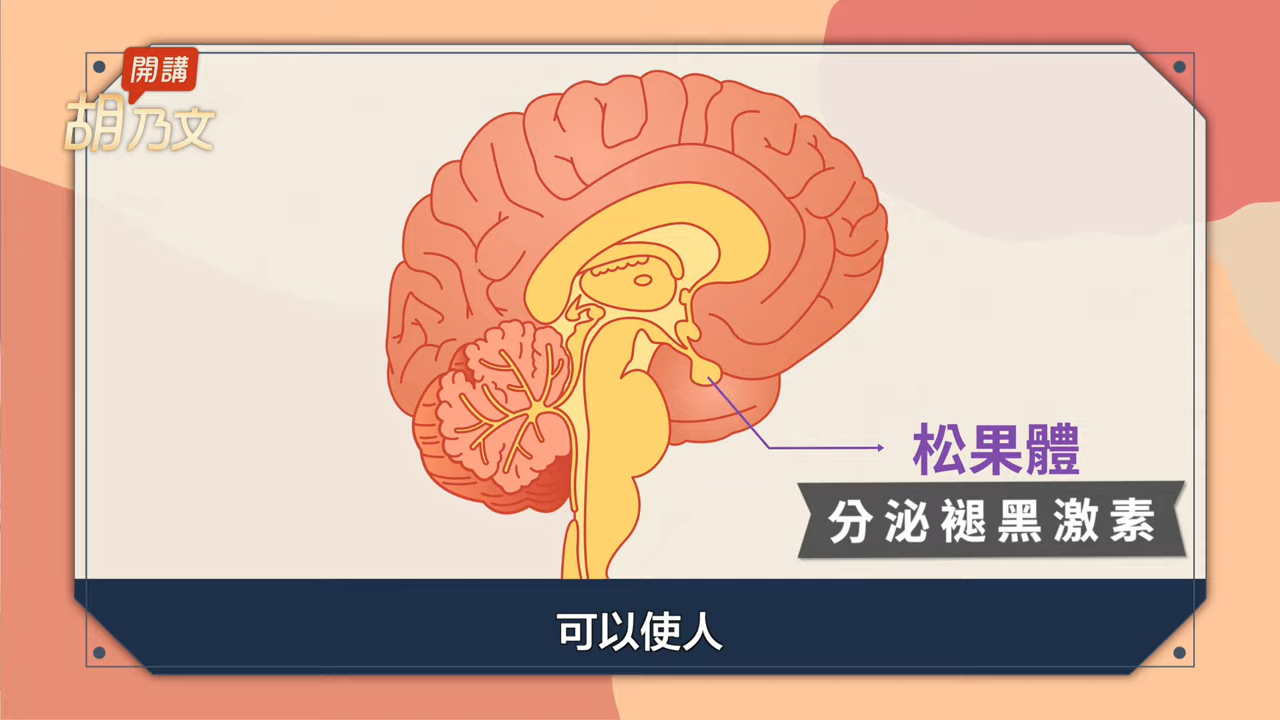 開講
胡乃文
松果體
分泌褪黑激素
可以使人